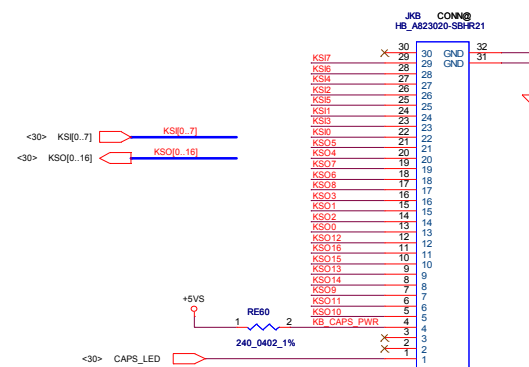 JKB CONN@
HB_A823020-SBHR21
30 30 GND 32
KSI7 29 29 GND 31
KSI6 28 28
KSI4 27 27
KSI2 26 26
KSI5 25 25
KSI1 24 24
KSI3 23 23
KSI0 22 22
KSO5 21 21
KSO4 20 20
KSO7 19 19
KSO6 18 18
KSO8 17 17
KSO3 16 16
KSO1 15 15
KSO2 14 14
KSO0 13 13
KSO12 12 12
KSO16 11 11
KSO15 10 10
KSO13 9 9
KSO14 8 8
KSO9 7 7
KSO11 6 6
KSO10 5 5
KB_CAPS_PWR 4 4
3 3
2 2
1 1
<30> KSI[0..7] KSI[0..7]
<30> KSO[0..16] KSO[0..16]
+5VS
RE60
1 2
240_0402_1%
<30> CAPS_LED